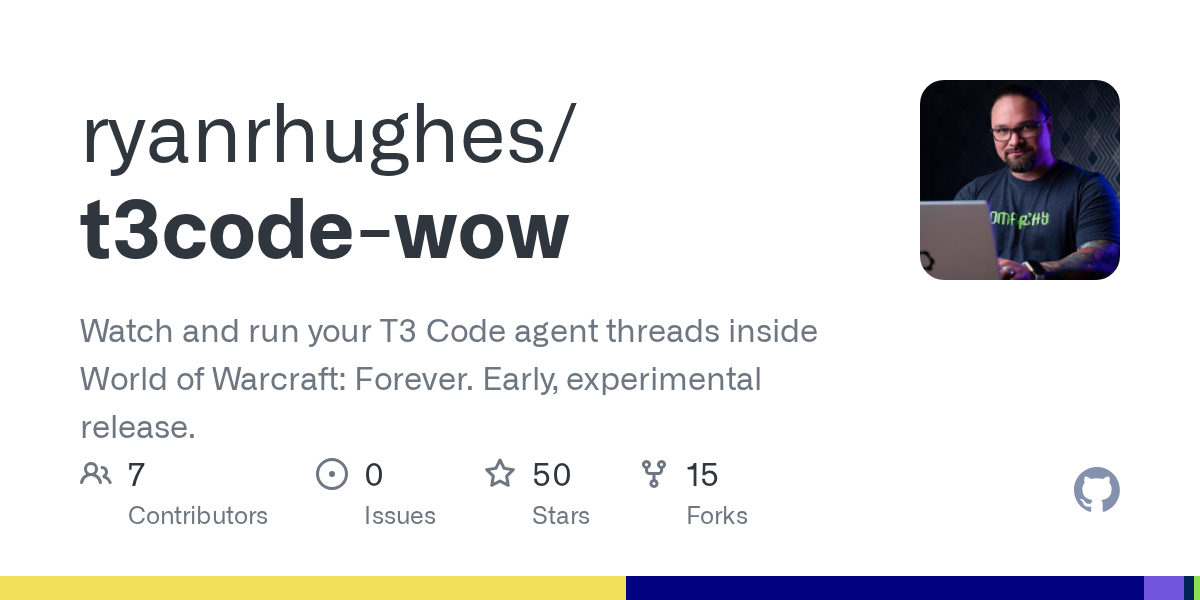 ryanrhughes/
t3code-wow
Watch and run your T3 Code agent threads inside
World of Warcraft: Forever. Early, experimental
release.
7 0 50 15
Contributors Issues Stars Forks